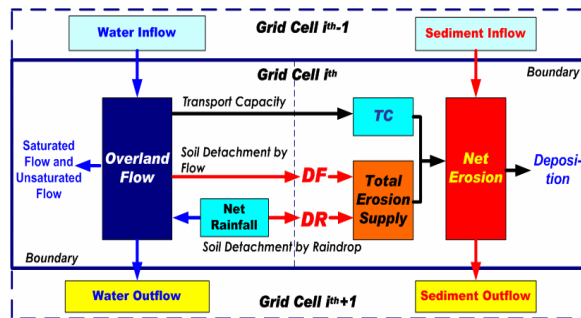 Grid Cell iᵗʰ-1
Water Inflow
Sediment Inflow
Grid Cell iᵗʰ
Boundary
Transport Capacity
TC
Saturated
Flow and
Unsaturated
Flow
Overland
Flow
Soil Detachment by
Flow
DF
Total
Erosion
Supply
Net
Erosion
Deposi-
tion
Net
Rainfall
DR
Soil Detachment by Raindrop
Boundary
Water Outflow
Sediment Outflow
Grid Cell iᵗʰ+1